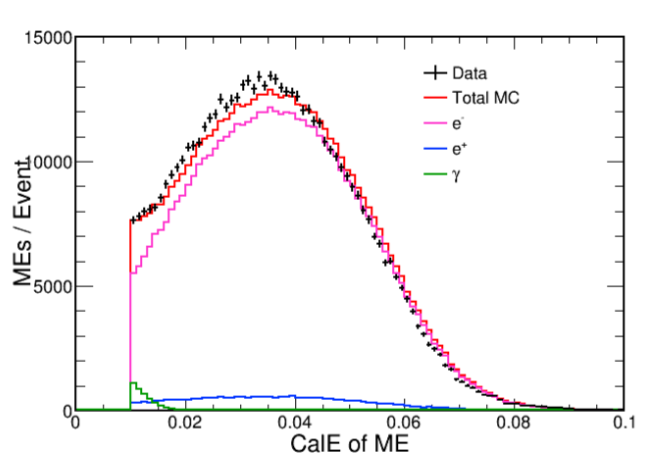 15000
10000
5000
0
MEs / Event
Data
Total MC
e-
e+
γ
0 0.02 0.04 0.06 0.08 0.1
CalE of ME